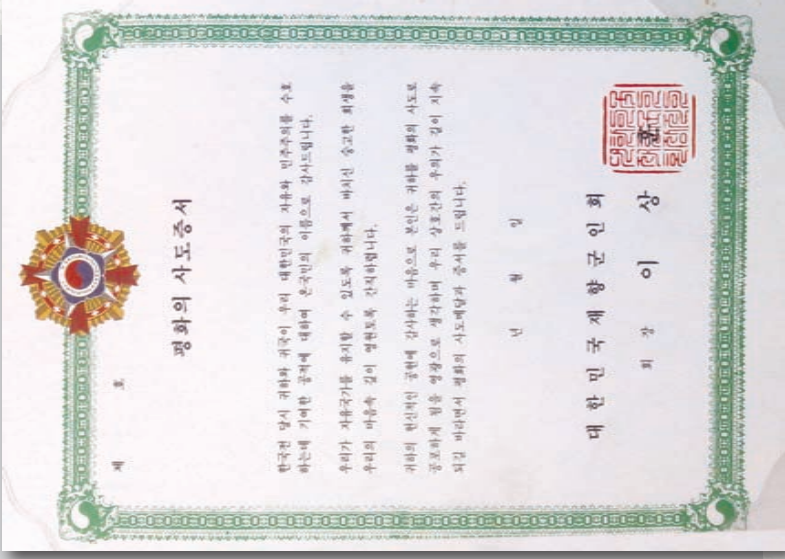 제 호
평화의 사도증서
한국전 당시 귀하와 귀국이 우리 대한민국의 자유와 민주주의를 수호
하는데 기여한 공적에 대하여 온국민의 이름으로 감사드립니다.
우리가 자유국가를 유지할 수 있도록 귀하께서 바치신 숭고한 희생을
우리의 마음속 깊이 영원토록 간직하렵니다.
귀하의 헌신적인 공헌에 감사하는 마음으로 본인은 귀하를 평화의 사도로
공포하게 됨을 영광으로 생각하며 우리 상호간의 우의가 깊이 지속
되길 바라면서 평화의 사도메달과 증서를 드립니다.
년 월 일
대 한 민 국 재 향 군 인 회
회 장 이 상 훈